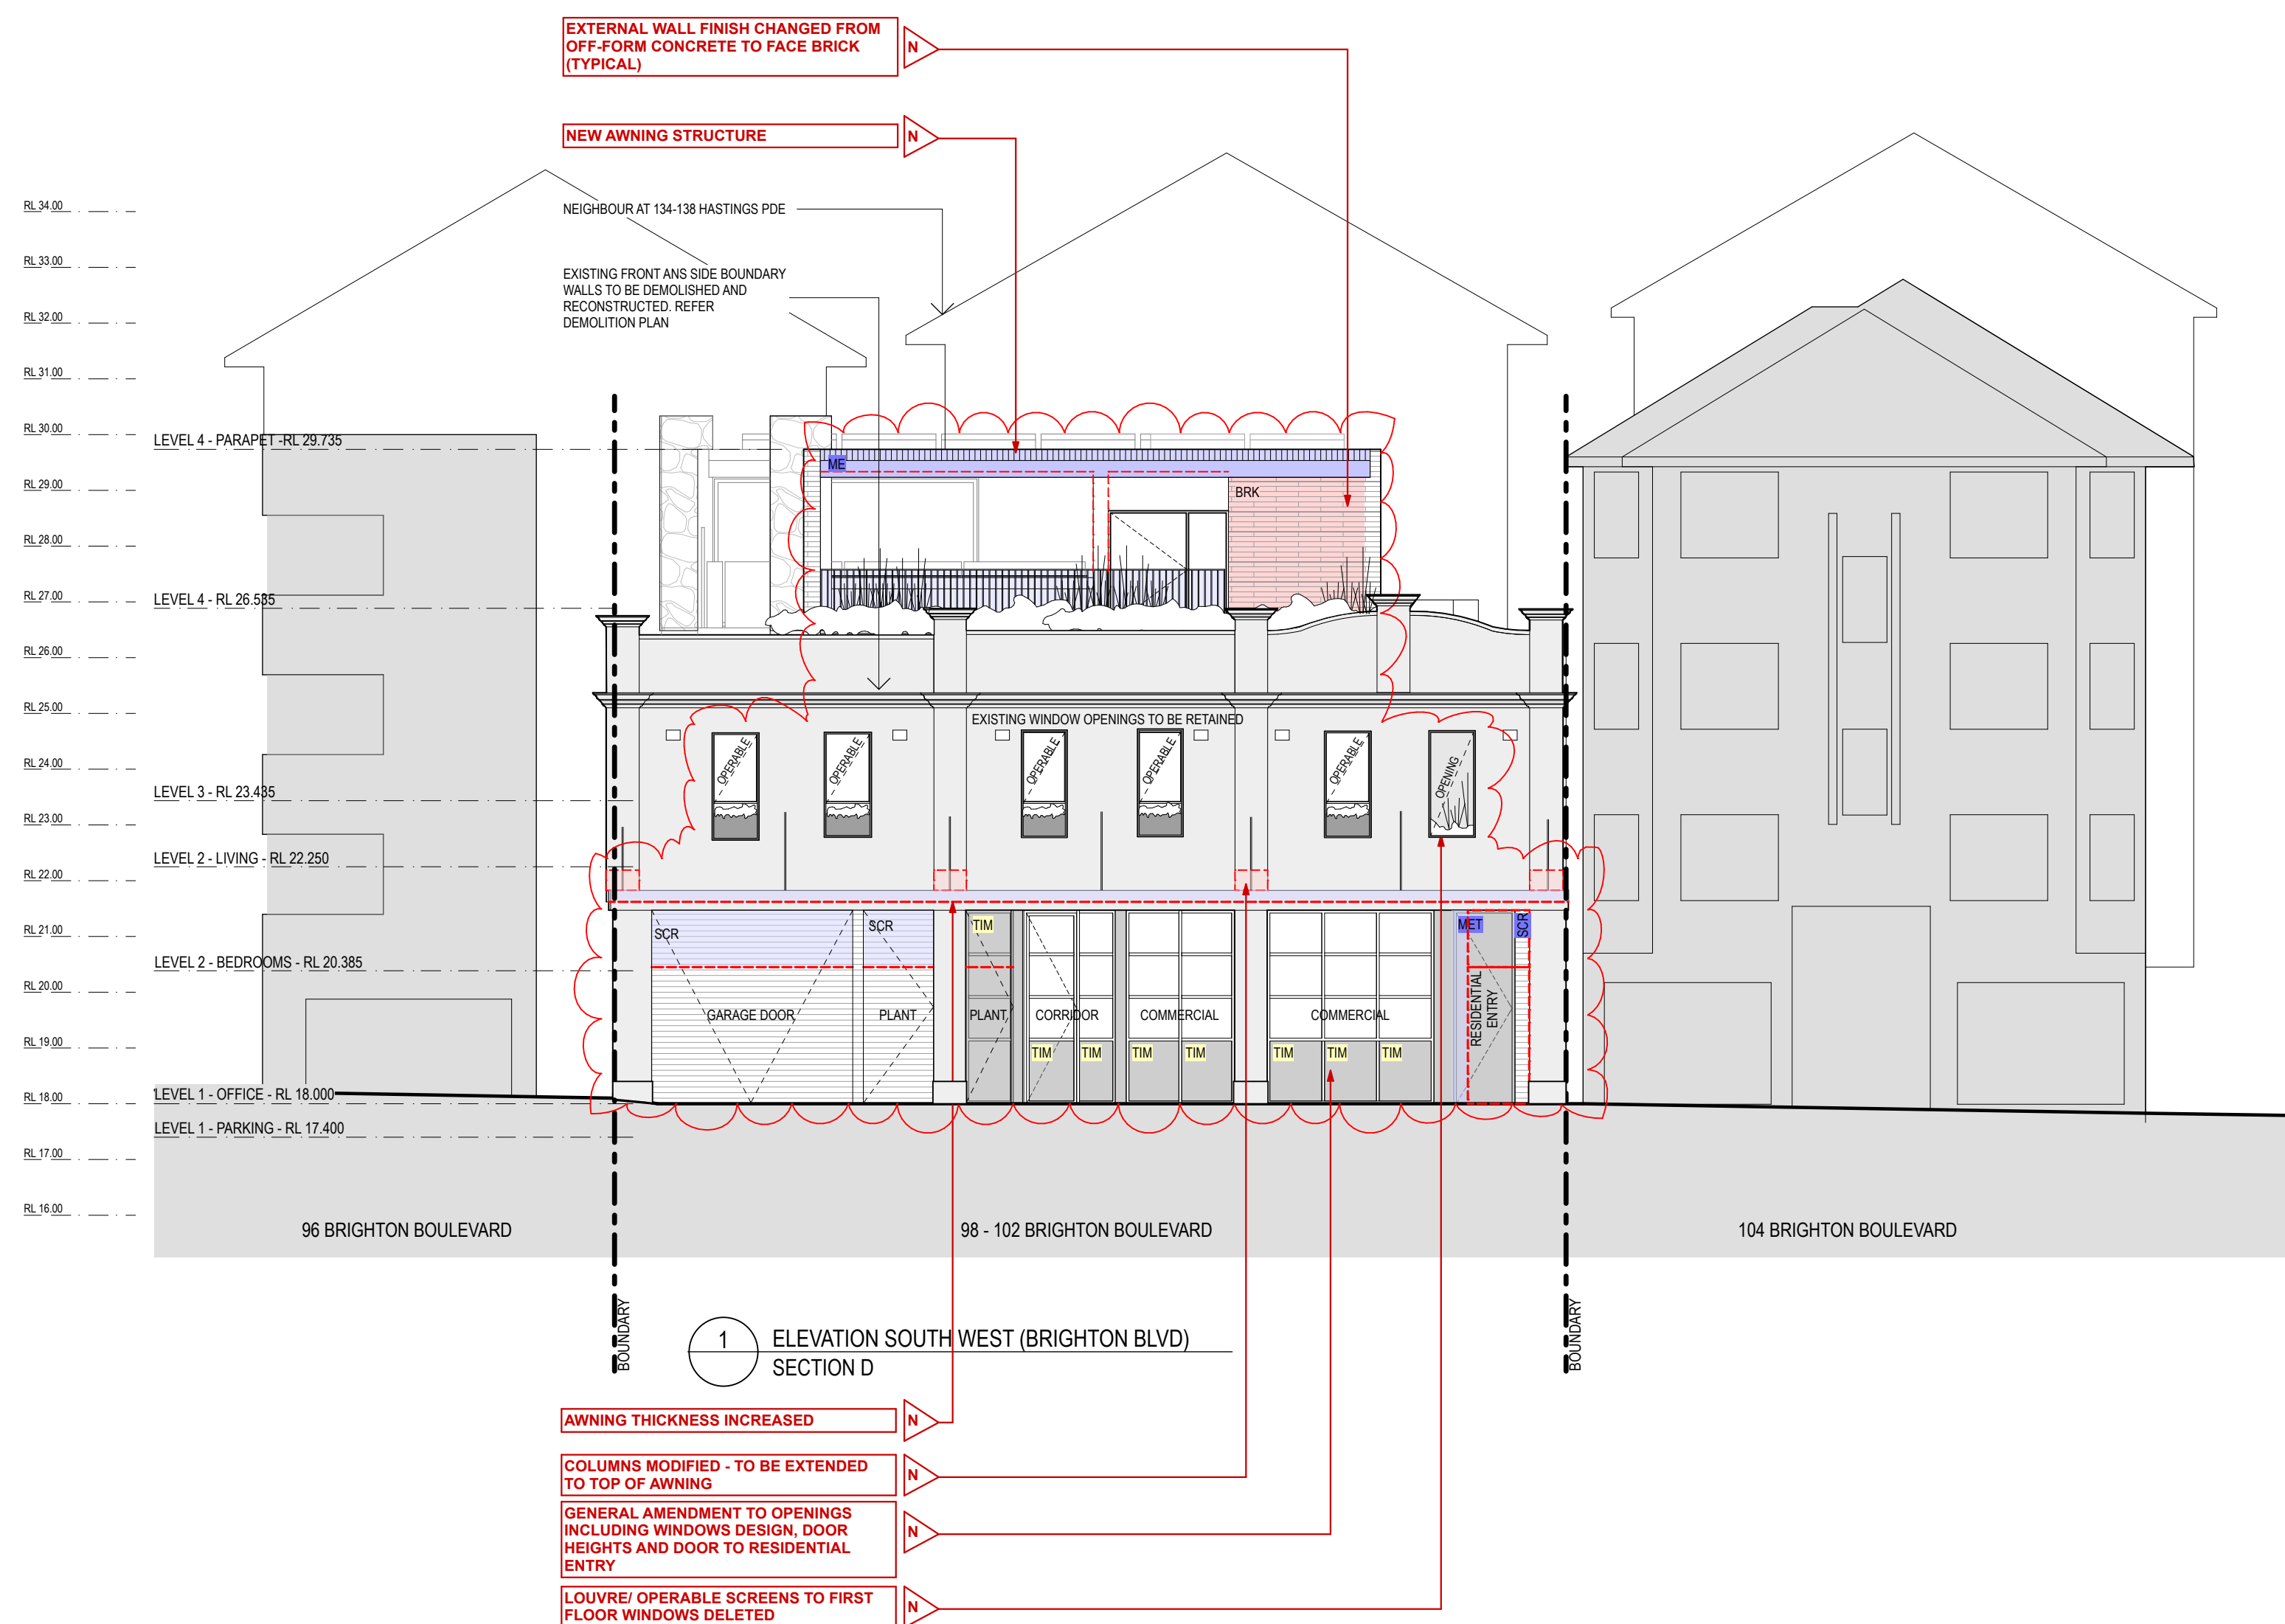 EXTERNAL WALL FINISH CHANGED FROM
OFF-FORM CONCRETE TO FACE BRICK
(TYPICAL)
N
NEW AWNING STRUCTURE
N
NEIGHBOUR AT 134-138 HASTINGS PDE
EXISTING FRONT ANS SIDE BOUNDARY
WALLS TO BE DEMOLISHED AND
RECONSTRUCTED. REFER
DEMOLITION PLAN
RL 34.00
RL 33.00
RL 32.00
RL 31.00
RL 30.00
RL 29.00
RL 28.00
RL 27.00
RL 26.00
RL 25.00
RL 24.00
RL 23.00
RL 22.00
RL 21.00
RL 20.00
RL 19.00
RL 18.00
RL 17.00
RL 16.00
LEVEL 4 - PARAPET -RL 29.735
LEVEL 4 - RL 26.535
LEVEL 3 - RL 23.435
LEVEL 2 - LIVING - RL 22.250
LEVEL 2 - BEDROOMS - RL 20.385
LEVEL 1 - OFFICE - RL 18.000
LEVEL 1 - PARKING - RL 17.400
ME
BRK
EXISTING WINDOW OPENINGS TO BE RETAINED
OPERABLE
OPERABLE
OPERABLE
OPERABLE
OPERABLE
OPENING
SCR
SCR
TIM
MET
SCR
GARAGE DOOR
PLANT
PLANT
CORRIDOR
COMMERCIAL
COMMERCIAL
RESIDENTIAL
ENTRY
TIM
TIM
TIM
TIM
TIM
TIM
TIM
96 BRIGHTON BOULEVARD
98 - 102 BRIGHTON BOULEVARD
104 BRIGHTON BOULEVARD
BOUNDARY
BOUNDARY
1
ELEVATION SOUTH WEST (BRIGHTON BLVD)
SECTION D
AWNING THICKNESS INCREASED
N
COLUMNS MODIFIED - TO BE EXTENDED
TO TOP OF AWNING
N
GENERAL AMENDMENT TO OPENINGS
INCLUDING WINDOWS DESIGN, DOOR
HEIGHTS AND DOOR TO RESIDENTIAL
ENTRY
N
LOUVRE/ OPERABLE SCREENS TO FIRST
FLOOR WINDOWS DELETED
N